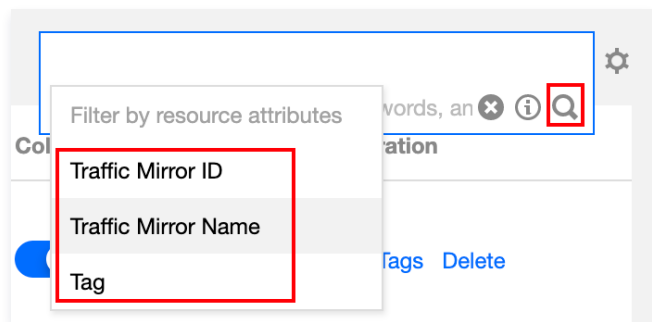 Filter by resource attributes
words, an
Col
ration
Traffic Mirror ID
Traffic Mirror Name
Tags Delete
Tag